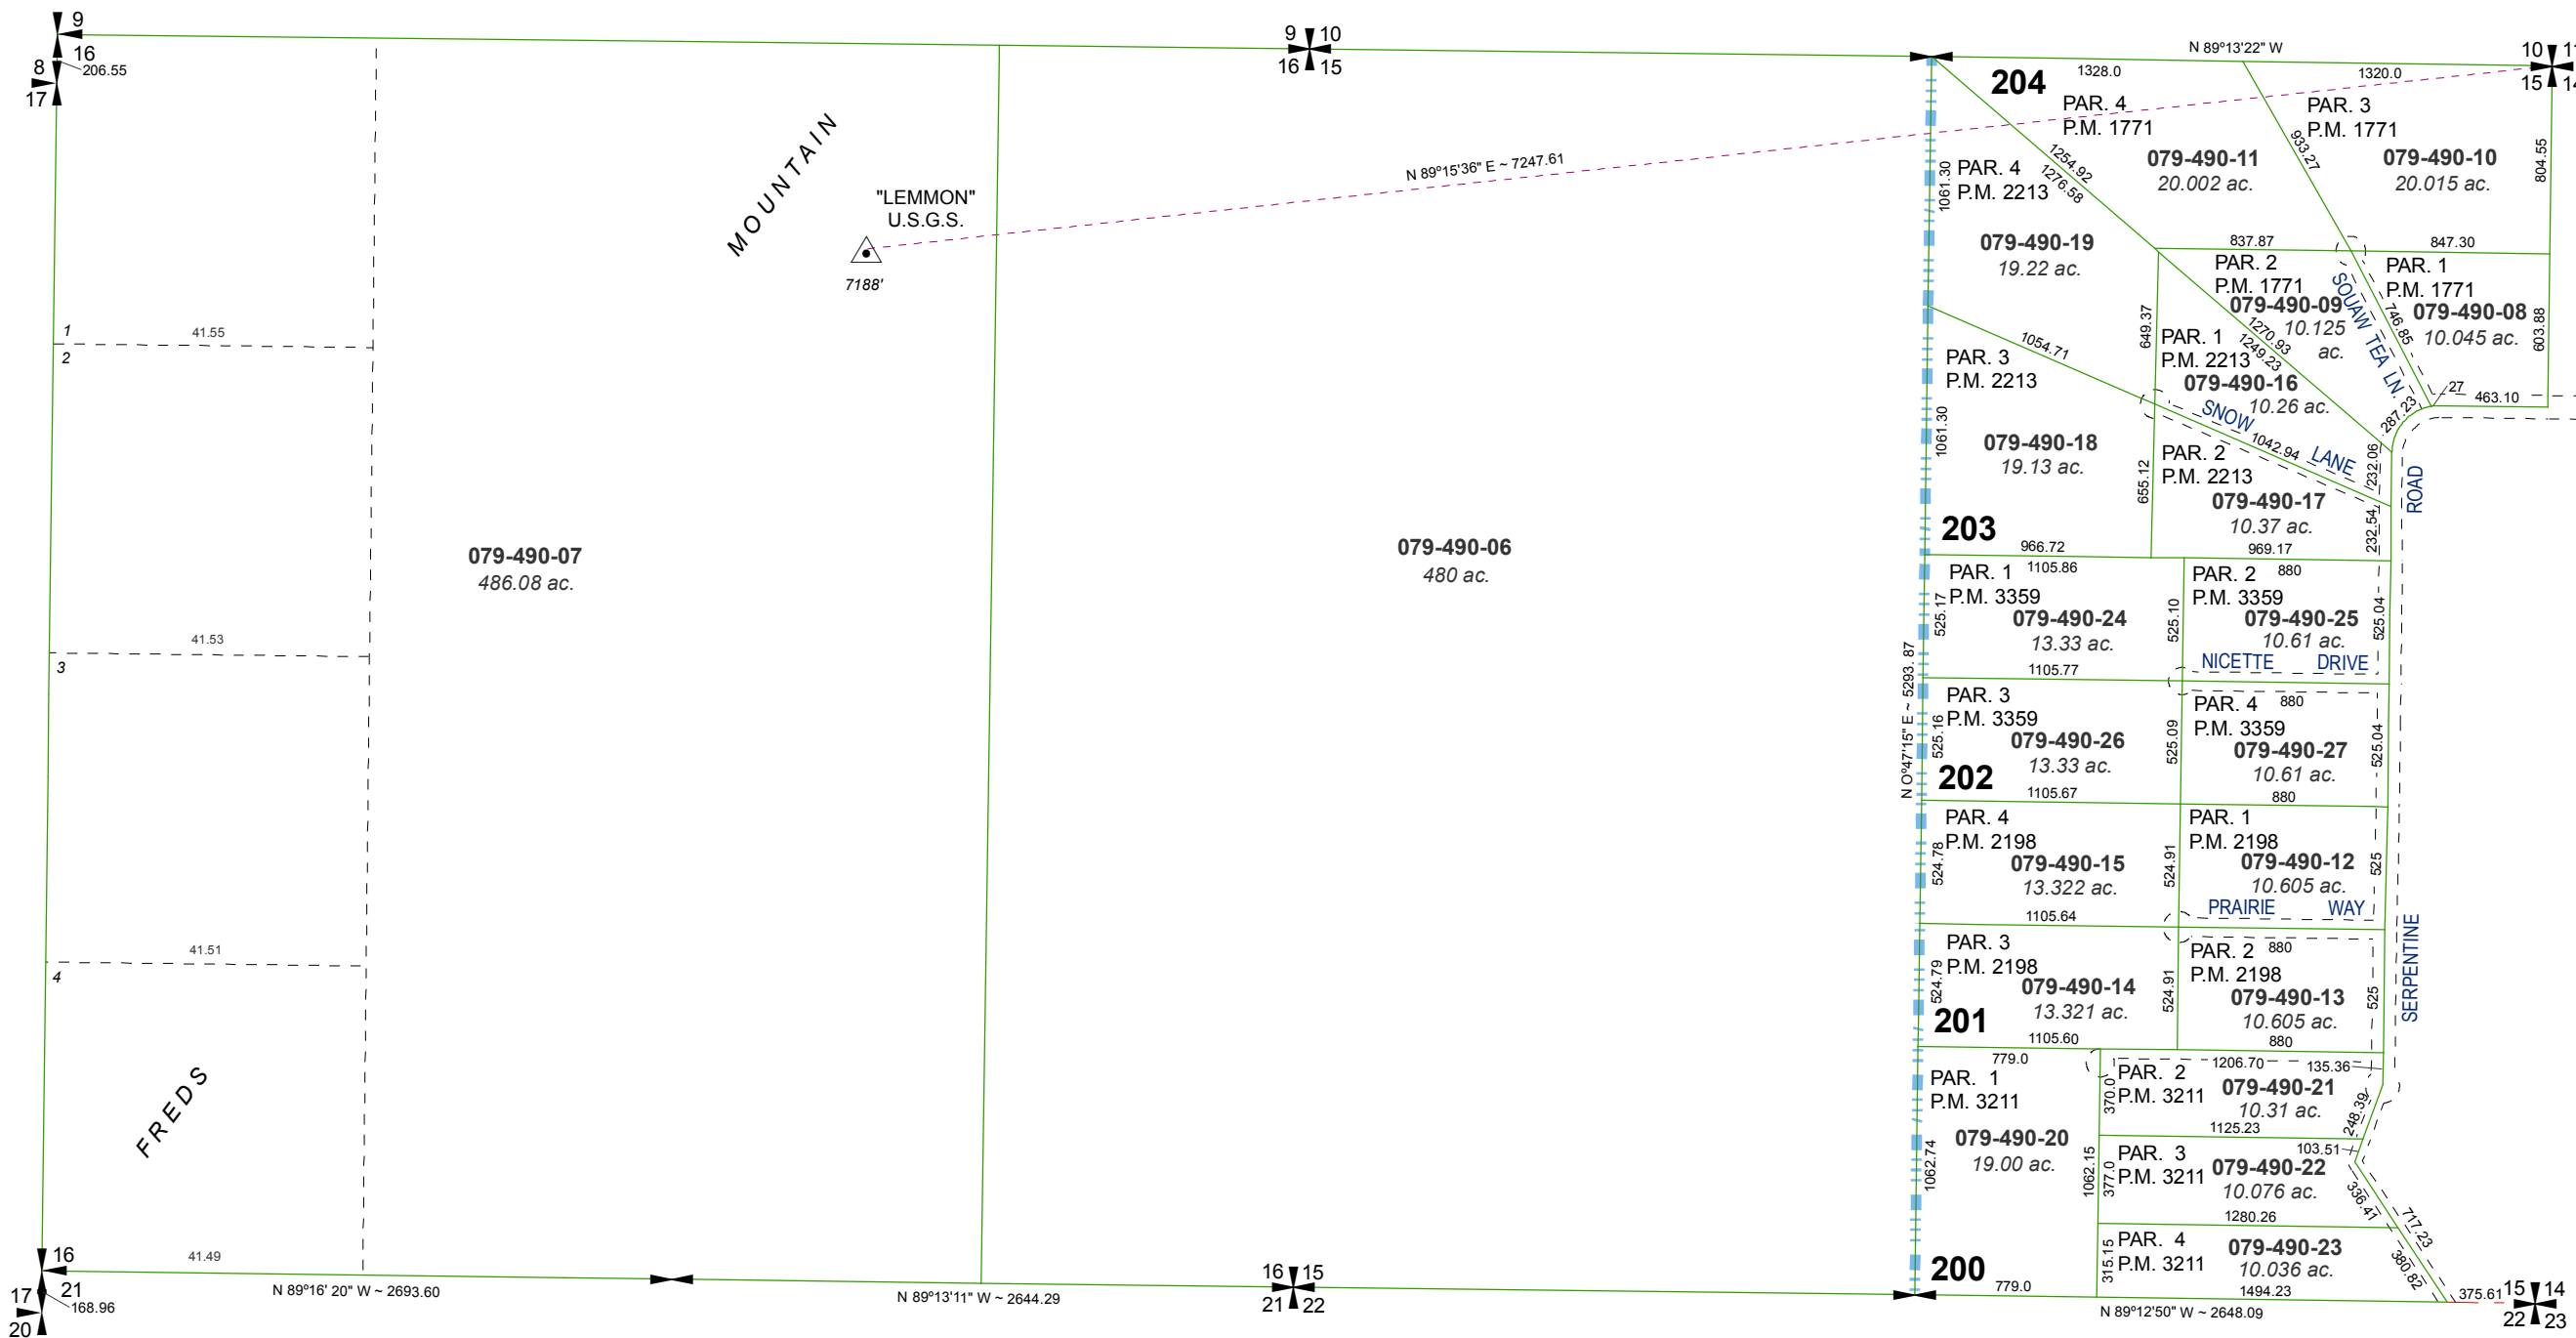 9
16
206.55
8
17
9 10
16 15
N 89º13'22" W
10 11
15 14
1328.0
1320.0
204
PAR. 4
P.M. 1771
079-490-11
20.002 ac.
PAR. 3
P.M. 1771
079-490-10
20.015 ac.
933.27
804.55
MOUNTAIN
"LEMMON"
U.S.G.S.
7188'
N 89º15'36" E ~ 7247.61
1061.30
PAR. 4
P.M. 2213
1254.92
1276.58
079-490-19
19.22 ac.
837.87
847.30
PAR. 2
P.M. 1771
079-490-09
10.125
ac.
SQUAW TEA LN.
746.85
PAR. 1
P.M. 1771
079-490-08
10.045 ac.
603.88
27
463.10
287.23
1
41.55
2
649.37
1270.93
1249.23
PAR. 1
P.M. 2213
079-490-16
10.26 ac.
1054.71
PAR. 3
P.M. 2213
1061.30
079-490-18
19.13 ac.
SNOW LANE
1042.94
232.06
655.12
PAR. 2
P.M. 2213
079-490-17
10.37 ac.
232.54
ROAD
203
966.72
969.17
079-490-07
486.08 ac.
079-490-06
480 ac.
PAR. 1
P.M. 3359
1105.86
525.17
079-490-24
13.33 ac.
525.10
PAR. 2
P.M. 3359
880
079-490-25
10.61 ac.
525.04
NICETTE DRIVE
1105.77
41.53
3
N O º47'15" E ~ 5293. 87
PAR. 3
P.M. 3359
525.16
079-490-26
13.33 ac.
525.09
PAR. 4
P.M. 3359
880
079-490-27
10.61 ac.
525.04
202
1105.67
880
PAR. 4
P.M. 2198
524.78
079-490-15
13.322 ac.
524.91
PAR. 1
P.M. 2198
079-490-12
10.605 ac.
525
PRAIRIE WAY
1105.64
41.51
4
PAR. 3
P.M. 2198
524.79
079-490-14
13.321 ac.
524.91
PAR. 2
P.M. 2198
880
079-490-13
10.605 ac.
525
SERPENTINE
201
1105.60
880
779.0
PAR. 1
P.M. 3211
079-490-20
19.00 ac.
1062.74
1062.15
1206.70
135.36
370.0
PAR. 2
P.M. 3211
079-490-21
10.31 ac.
248.39
1125.23
103.51
377.0
PAR. 3
P.M. 3211
079-490-22
10.076 ac.
336.41
717.23
1280.26
315.15
PAR. 4
P.M. 3211
079-490-23
10.036 ac.
380.82
FREDS
200
779.0
1494.23
375.61
N 89º12'50" W ~ 2648.09
15 14
22 23
16
21
17
20
168.96
41.49
N 89º16' 20" W ~ 2693.60
N 89º13'11" W ~ 2644.29
16 15
21 22